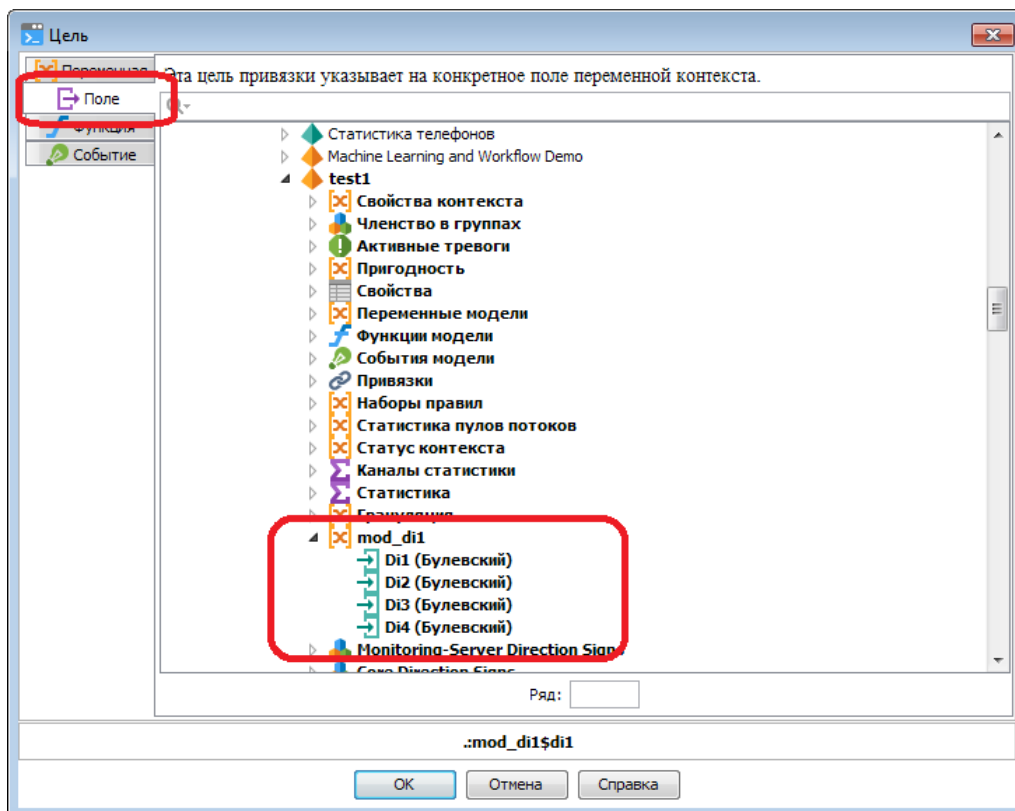 Цель
Переменная
Поле
Функция
Событие
Эта цель привязки указывает на конкретное поле переменной контекста.
Статистика телефонов
Machine Learning and Workflow Demo
test1
Свойства контекста
Членство в группах
Активные тревоги
Пригодность
Свойства
Переменные модели
Функции модели
События модели
Привязки
Наборы правил
Статистика пулов потоков
Статус контекста
Каналы статистики
Статистика
Грануляция
mod_di1
Di1 (Булевский)
Di2 (Булевский)
Di3 (Булевский)
Di4 (Булевский)
Monitoring-Server Direction Signs
Core Direction Signs
Ряд:
.:mod_di1$di1
OK
Отмена
Справка